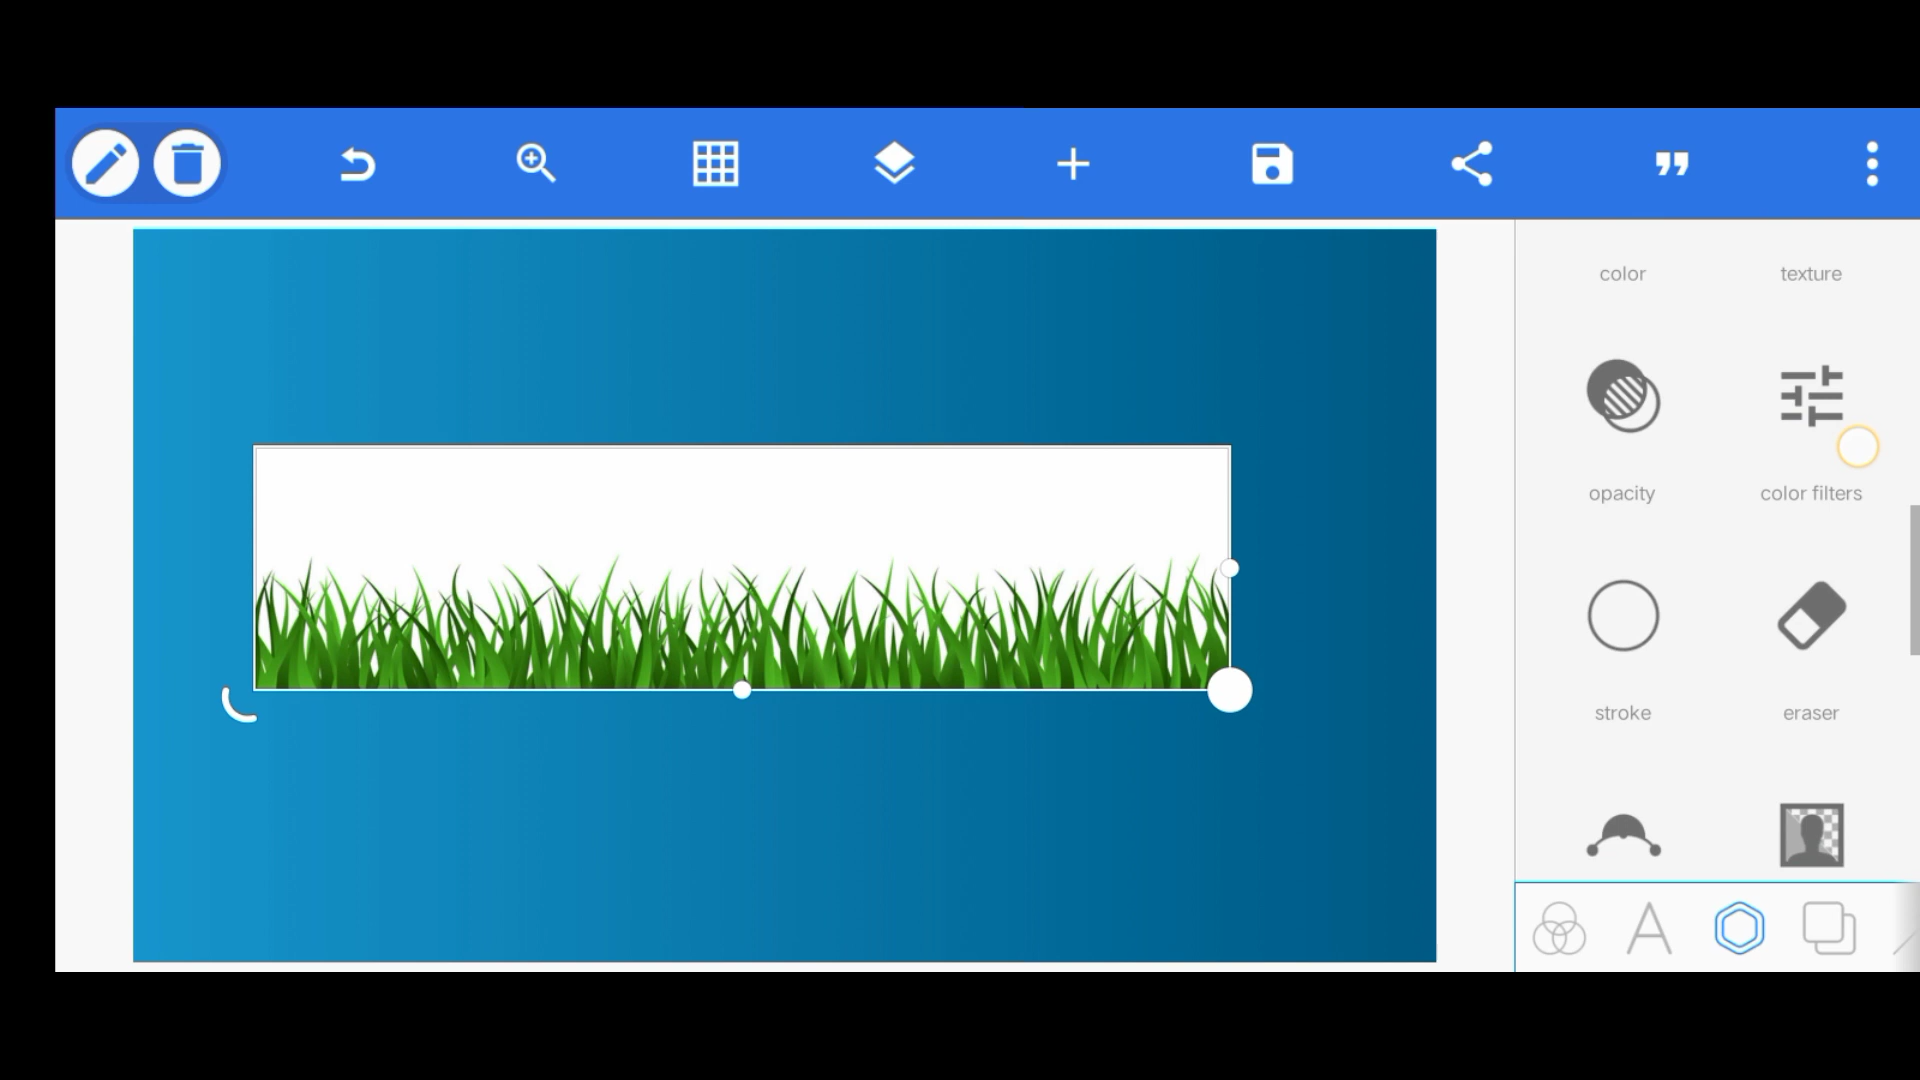 color
texture
opacity
color filters
stroke
eraser